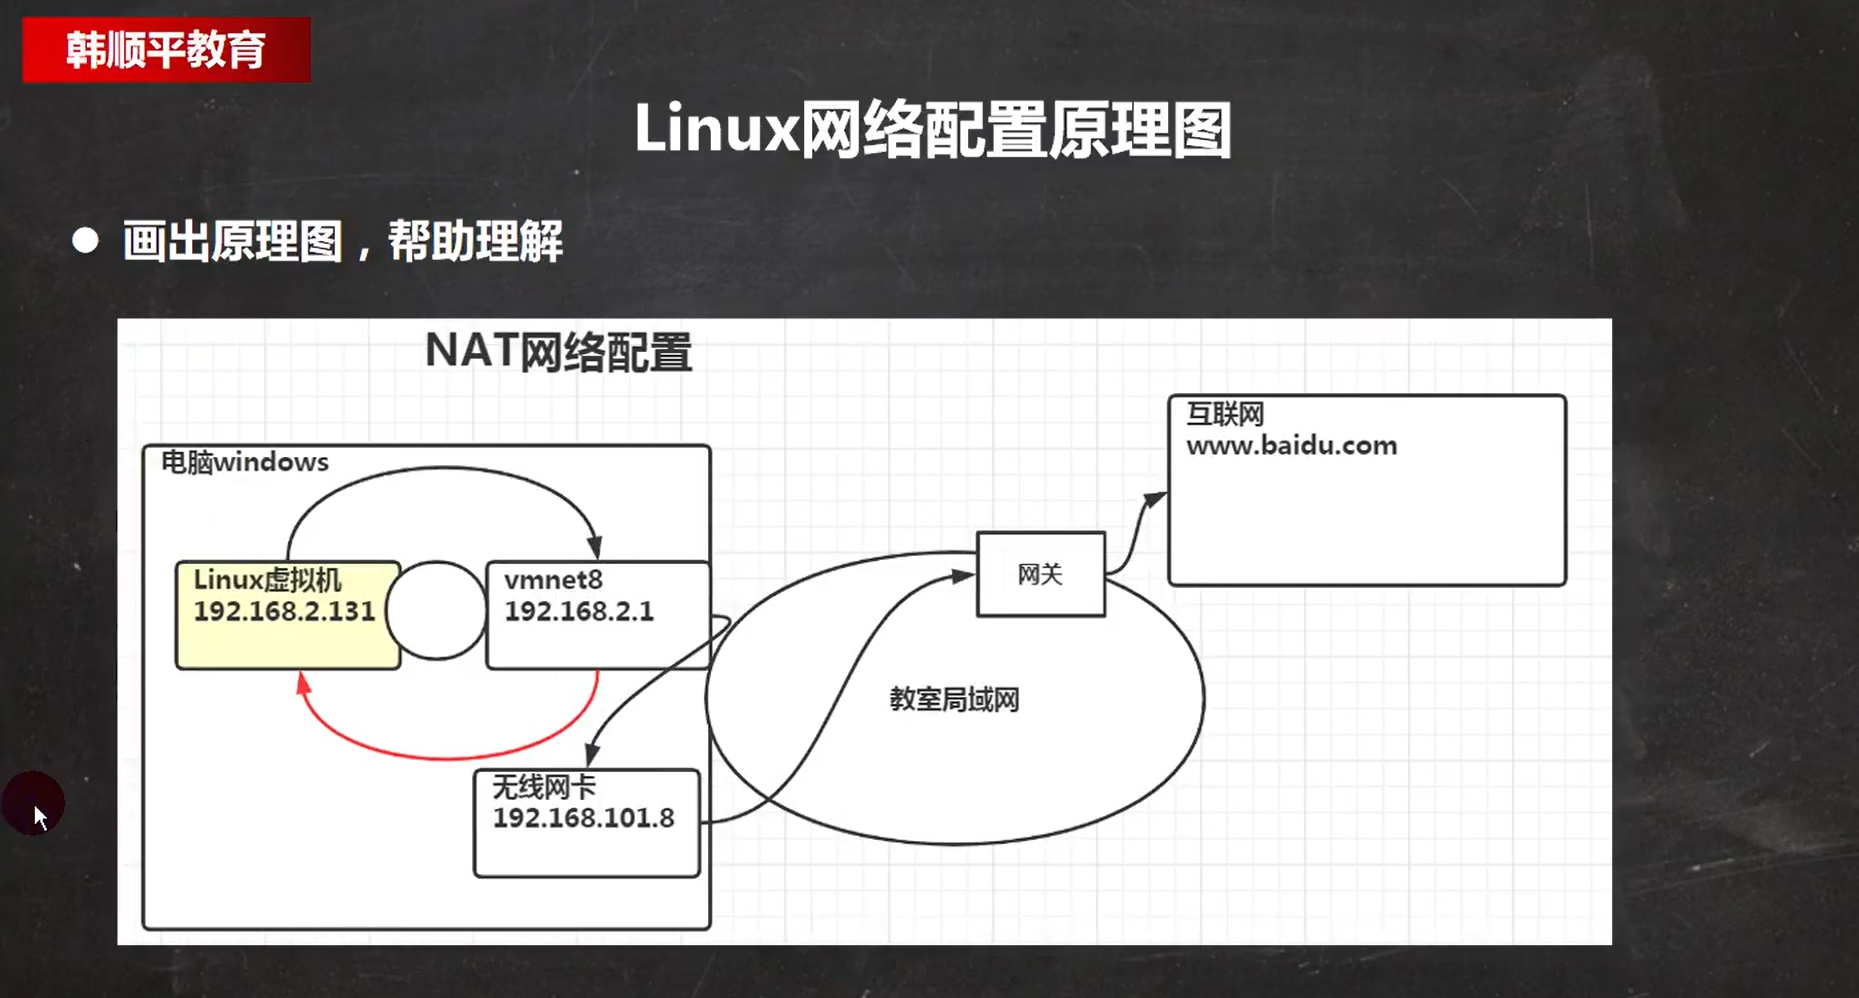 韩顺平教育
Linux网络配置原理图
画出原理图，帮助理解
NAT网络配置
互联网
www.baidu.com
电脑windows
Linux虚拟机
192.168.2.131
vmnet8
192.168.2.1
网关
教室局域网
无线网卡
192.168.101.8